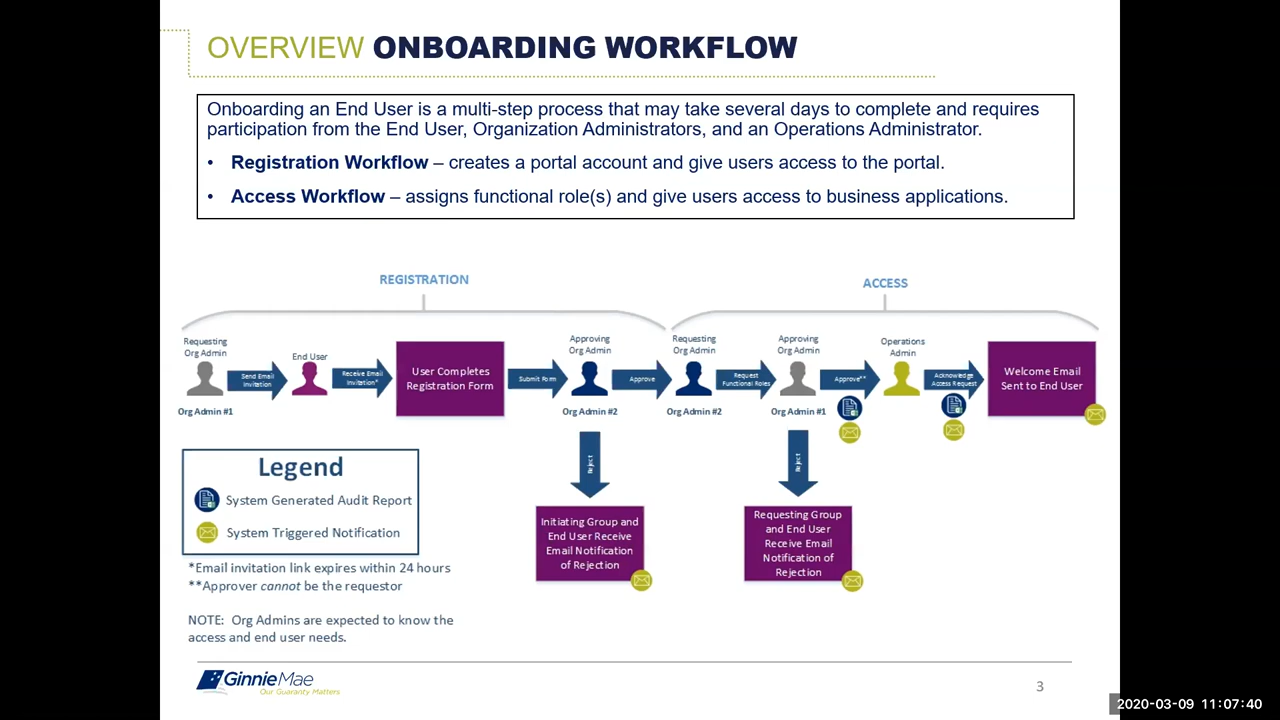 OVERVIEW ONBOARDING WORKFLOW
Onboarding an End User is a multi-step process that may take several days to complete and requires
participation from the End User, Organization Administrators, and an Operations Administrator.
• Registration Workflow – creates a portal account and give users access to the portal.
• Access Workflow – assigns functional role(s) and give users access to business applications.
REGISTRATION
ACCESS
Requesting
Org Admin
Send Email
Invitation
Org Admin #1
End User
Receive Email
Invitation*
User Completes
Registration Form
Submit Form
Approving
Org Admin
Org Admin #2
Approve
Requesting
Org Admin
Org Admin #2
Request
Functional Roles
Approving
Org Admin
Org Admin #1
Approve**
Operations
Admin
Acknowledge
Access Request
Welcome Email
Sent to End User
Reject
Initiating Group and
End User Receive
Email Notification
of Rejection
Reject
Requesting Group
and End User
Receive Email
Notification of
Rejection
Legend
System Generated Audit Report
System Triggered Notification
*Email invitation link expires within 24 hours
**Approver cannot be the requestor
NOTE: Org Admins are expected to know the
access and end user needs.
GinnieMae
Our Guaranty Matters
3
2020-03-09 11:07:40